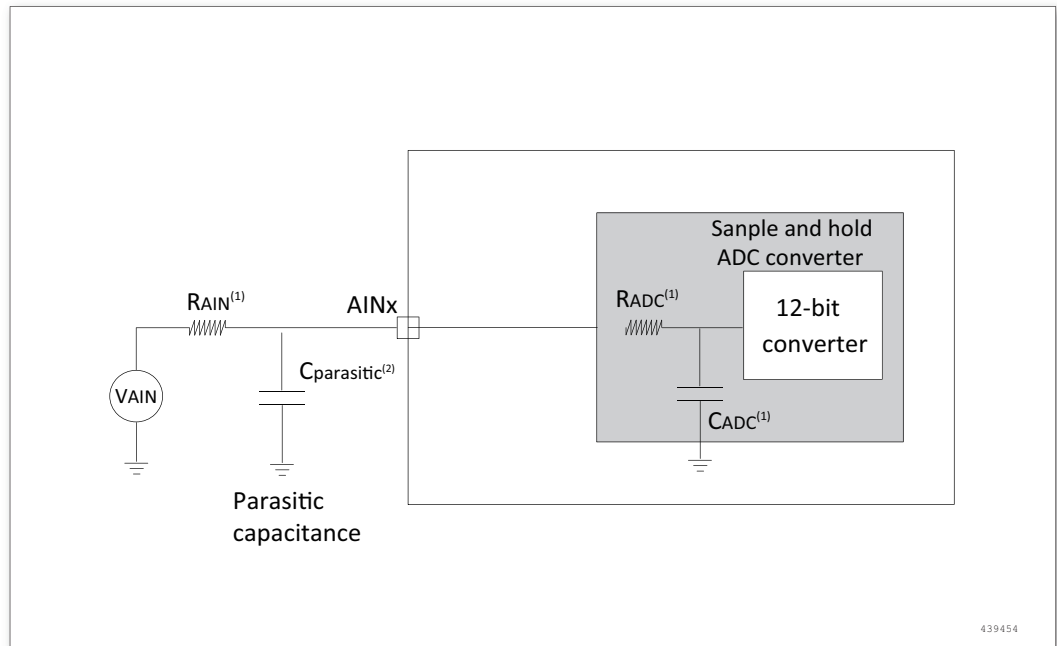 Sanple and hold
ADC converter
RAIN(1)
AINx
RADC(1)
12-bit
converter
Cparasitic(2)
VAIN
CADC(1)
Parasitic
capacitance
439454